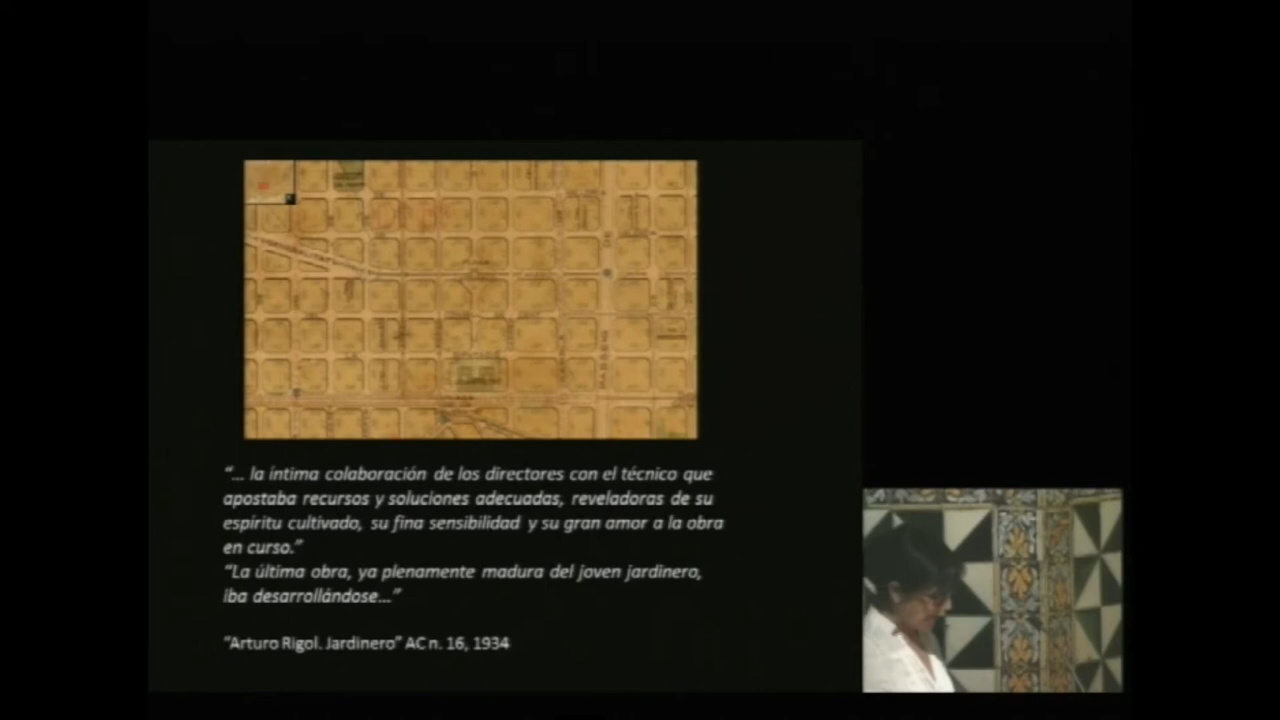 “... la íntima colaboración de los directores con el técnico que
apostaba recursos y soluciones adecuadas, reveladoras de su
espíritu cultivado, su fina sensibilidad y su gran amor a la obra
en curso.”
“La última obra, ya plenamente madura del joven jardinero,
iba desarrollándose...”
“Arturo Rigol. Jardinero” AC n. 16, 1934